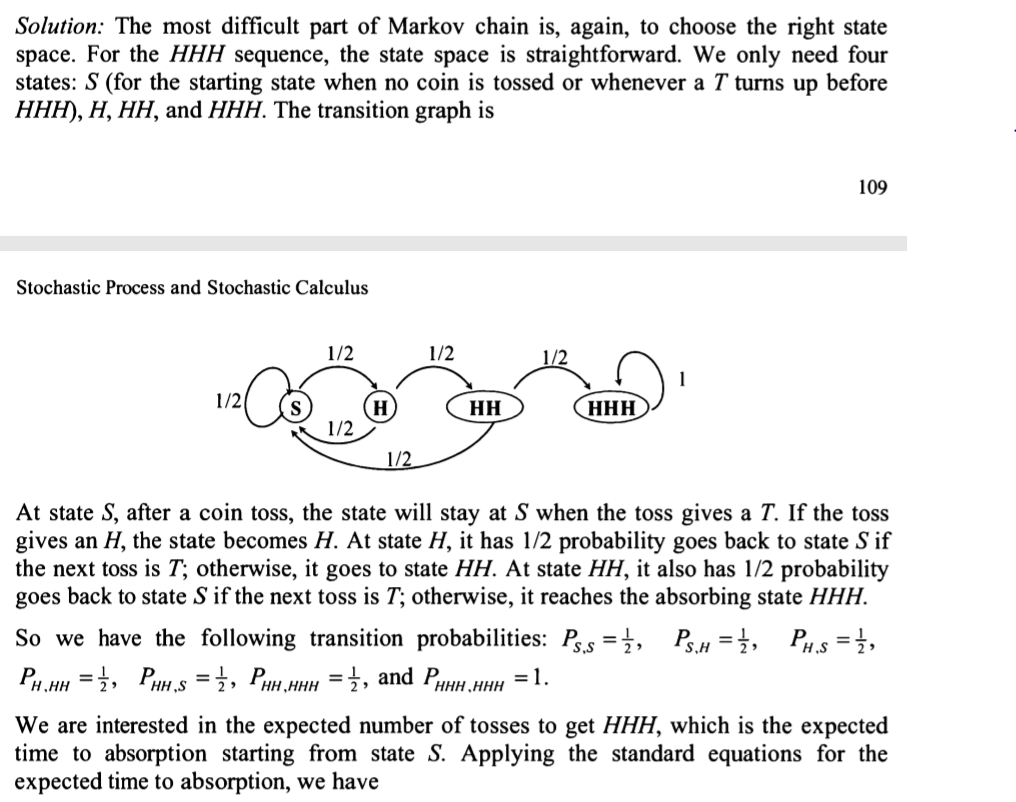 Solution: The most difficult part of Markov chain is, again, to choose the right state
space. For the HHH sequence, the state space is straightforward. We only need four
states: S (for the starting state when no coin is tossed or whenever a T turns up before
HHH), H, HH, and HHH. The transition graph is
109
Stochastic Process and Stochastic Calculus
1/2 1/2 1/2
1/2 1
S H HH HHH
1/2
1/2
At state S, after a coin toss, the state will stay at S when the toss gives a T. If the toss
gives an H, the state becomes H. At state H, it has 1/2 probability goes back to state S if
the next toss is T; otherwise, it goes to state HH. At state HH, it also has 1/2 probability
goes back to state S if the next toss is T; otherwise, it reaches the absorbing state HHH.
So we have the following transition probabilities: P_{S,S} = 1/2, P_{S,H} = 1/2, P_{H,S} = 1/2,
P_{H,HH} = 1/2, P_{HH,S} = 1/2, P_{HH,HHH} = 1/2, and P_{HHH,HHH} = 1.
We are interested in the expected number of tosses to get HHH, which is the expected
time to absorption starting from state S. Applying the standard equations for the
expected time to absorption, we have